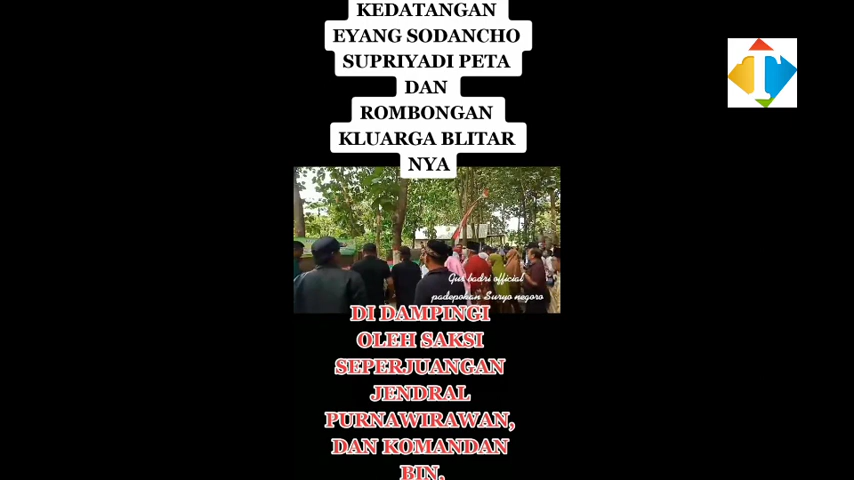 KEDATANGAN
EYANG SODANCHO
SUPRIYADI PETA
DAN
ROMBONGAN
KLUARGA BLITAR
NYA
Gus badri official
padepokan Suryo negoro
DI DAMPINGI
OLEH SAKSI
SEPERJUANGAN
JENDRAL
PURNAWIRAWAN,
DAN KOMANDAN
BIN.
T